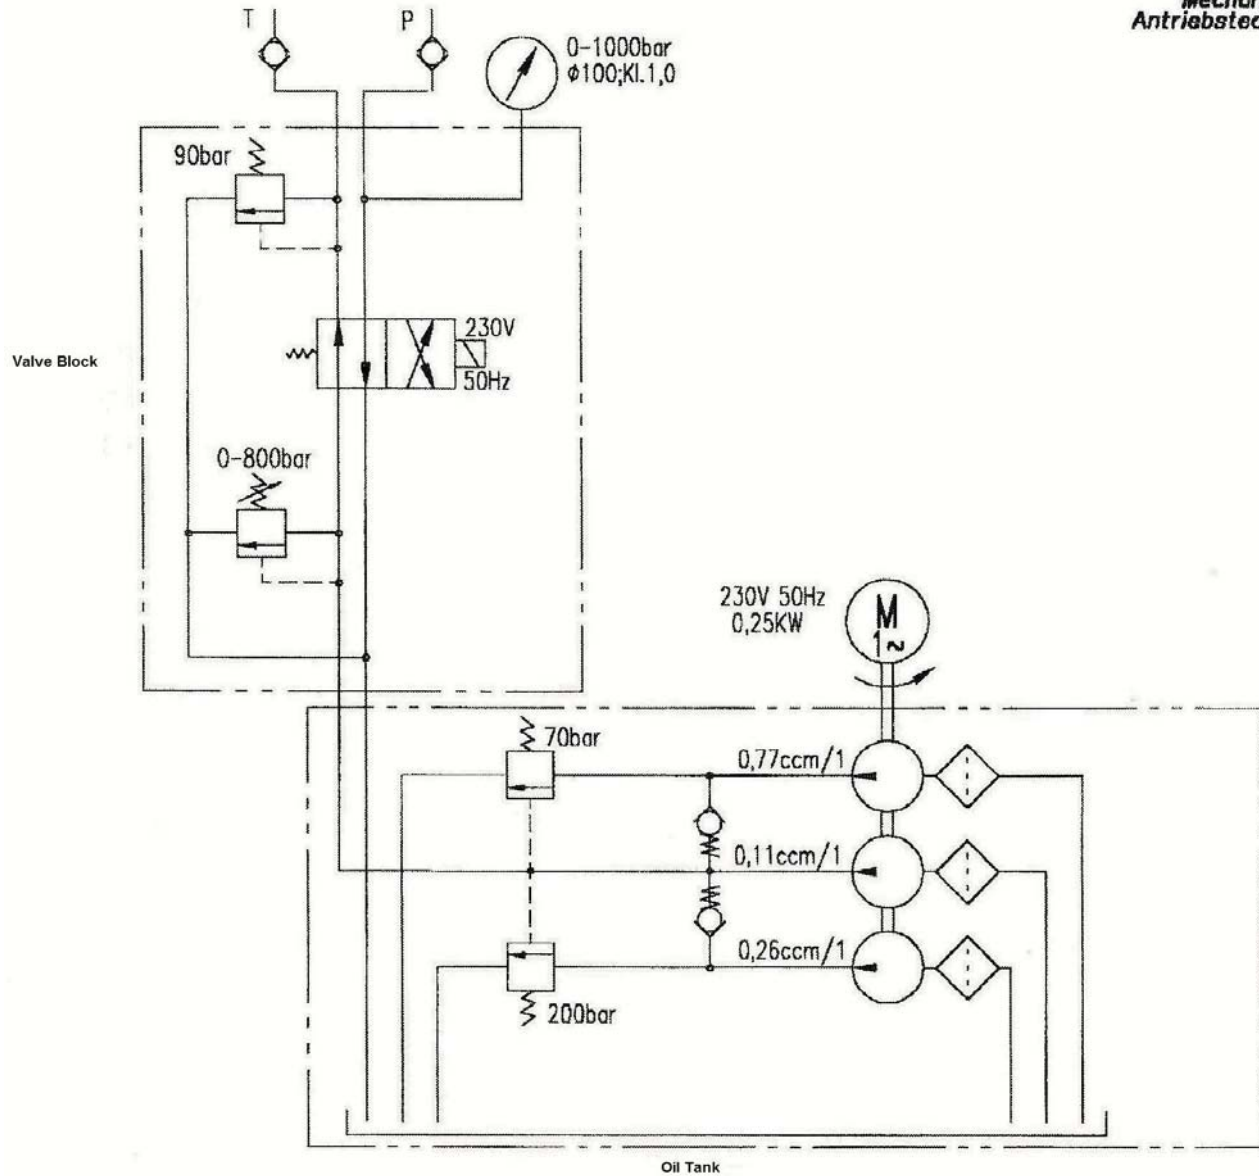 Antriebstec
T
P
0-1000bar
ϕ100;Kl.1,0
90bar
230V
50Hz
Valve Block
0-800bar
230V 50Hz
0,25KW
M
1~
70bar
0,77ccm/1
0,11ccm/1
0,26ccm/1
200bar
Oil Tank